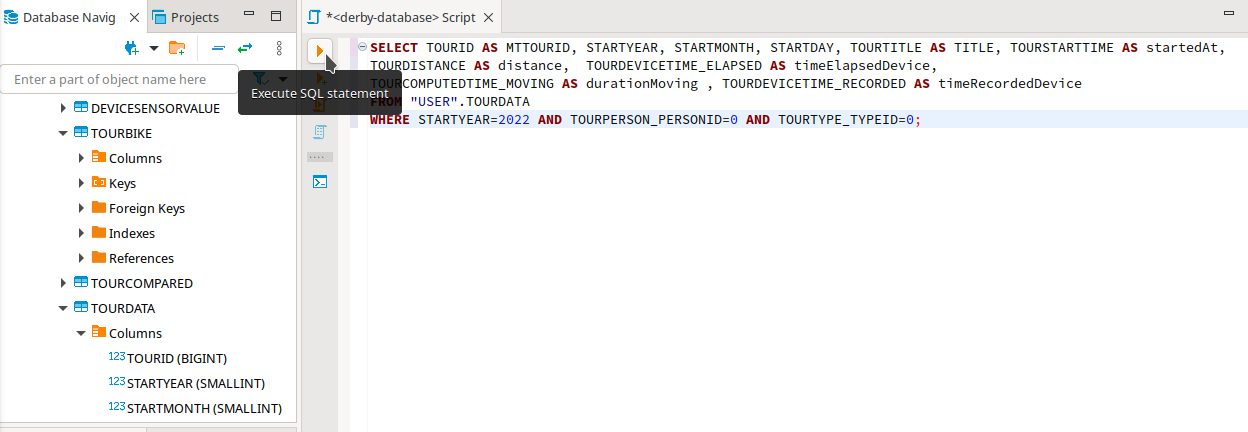 Database Navig
Projects
*<derby-database> Script
Enter a part of object name here
Execute SQL statement
DEVICESENSORVALUE
TOURBIKE
Columns
Keys
Foreign Keys
Indexes
References
TOURCOMPARED
TOURDATA
Columns
123 TOURID (BIGINT)
123 STARTYEAR (SMALLINT)
123 STARTMONTH (SMALLINT)
SELECT TOURID AS MTTOURID, STARTYEAR, STARTMONTH, STARTDAY, TOURTITLE AS TITLE, TOURSTARTTIME AS startedAt,
TOURDISTANCE AS distance,  TOURDEVICETIME_ELAPSED AS timeElapsedDevice,
TOURCOMPUTEDTIME_MOVING AS durationMoving , TOURDEVICETIME_RECORDED AS timeRecordedDevice
FROM "USER".TOURDATA
WHERE STARTYEAR=2022 AND TOURPERSON_PERSONID=0 AND TOURTYPE_TYPEID=0;